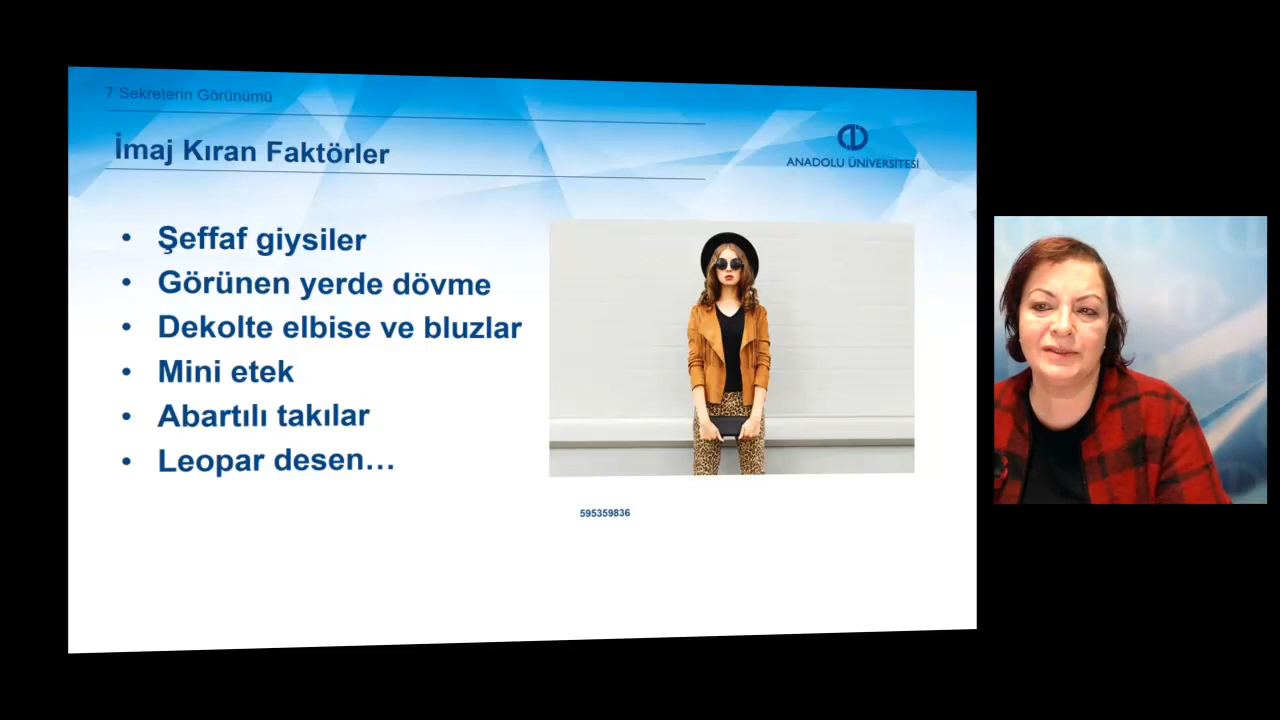 7 Sekreterin Görünümü
İmaj Kıran Faktörler
ANADOLU ÜNİVERSİTESİ
• Şeffaf giysiler
• Görünen yerde dövme
• Dekolte elbise ve bluzlar
• Mini etek
• Abartılı takılar
• Leopar desen…
595359836